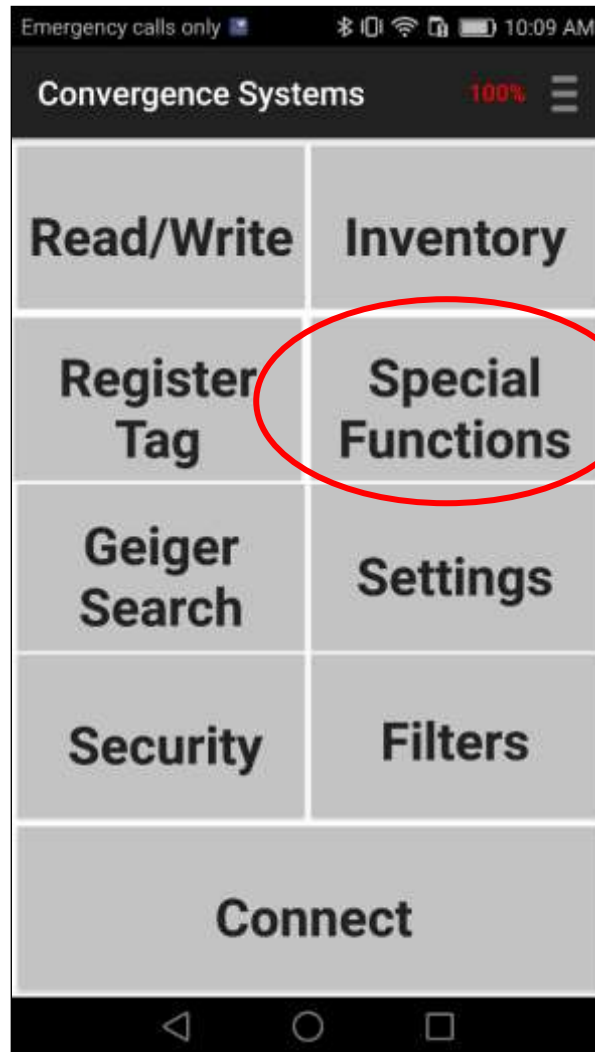 Emergency calls only 10:09 AM
Convergence Systems 100%
Read/Write
Inventory
Register
Tag
Special
Functions
Geiger
Search
Settings
Security
Filters
Connect